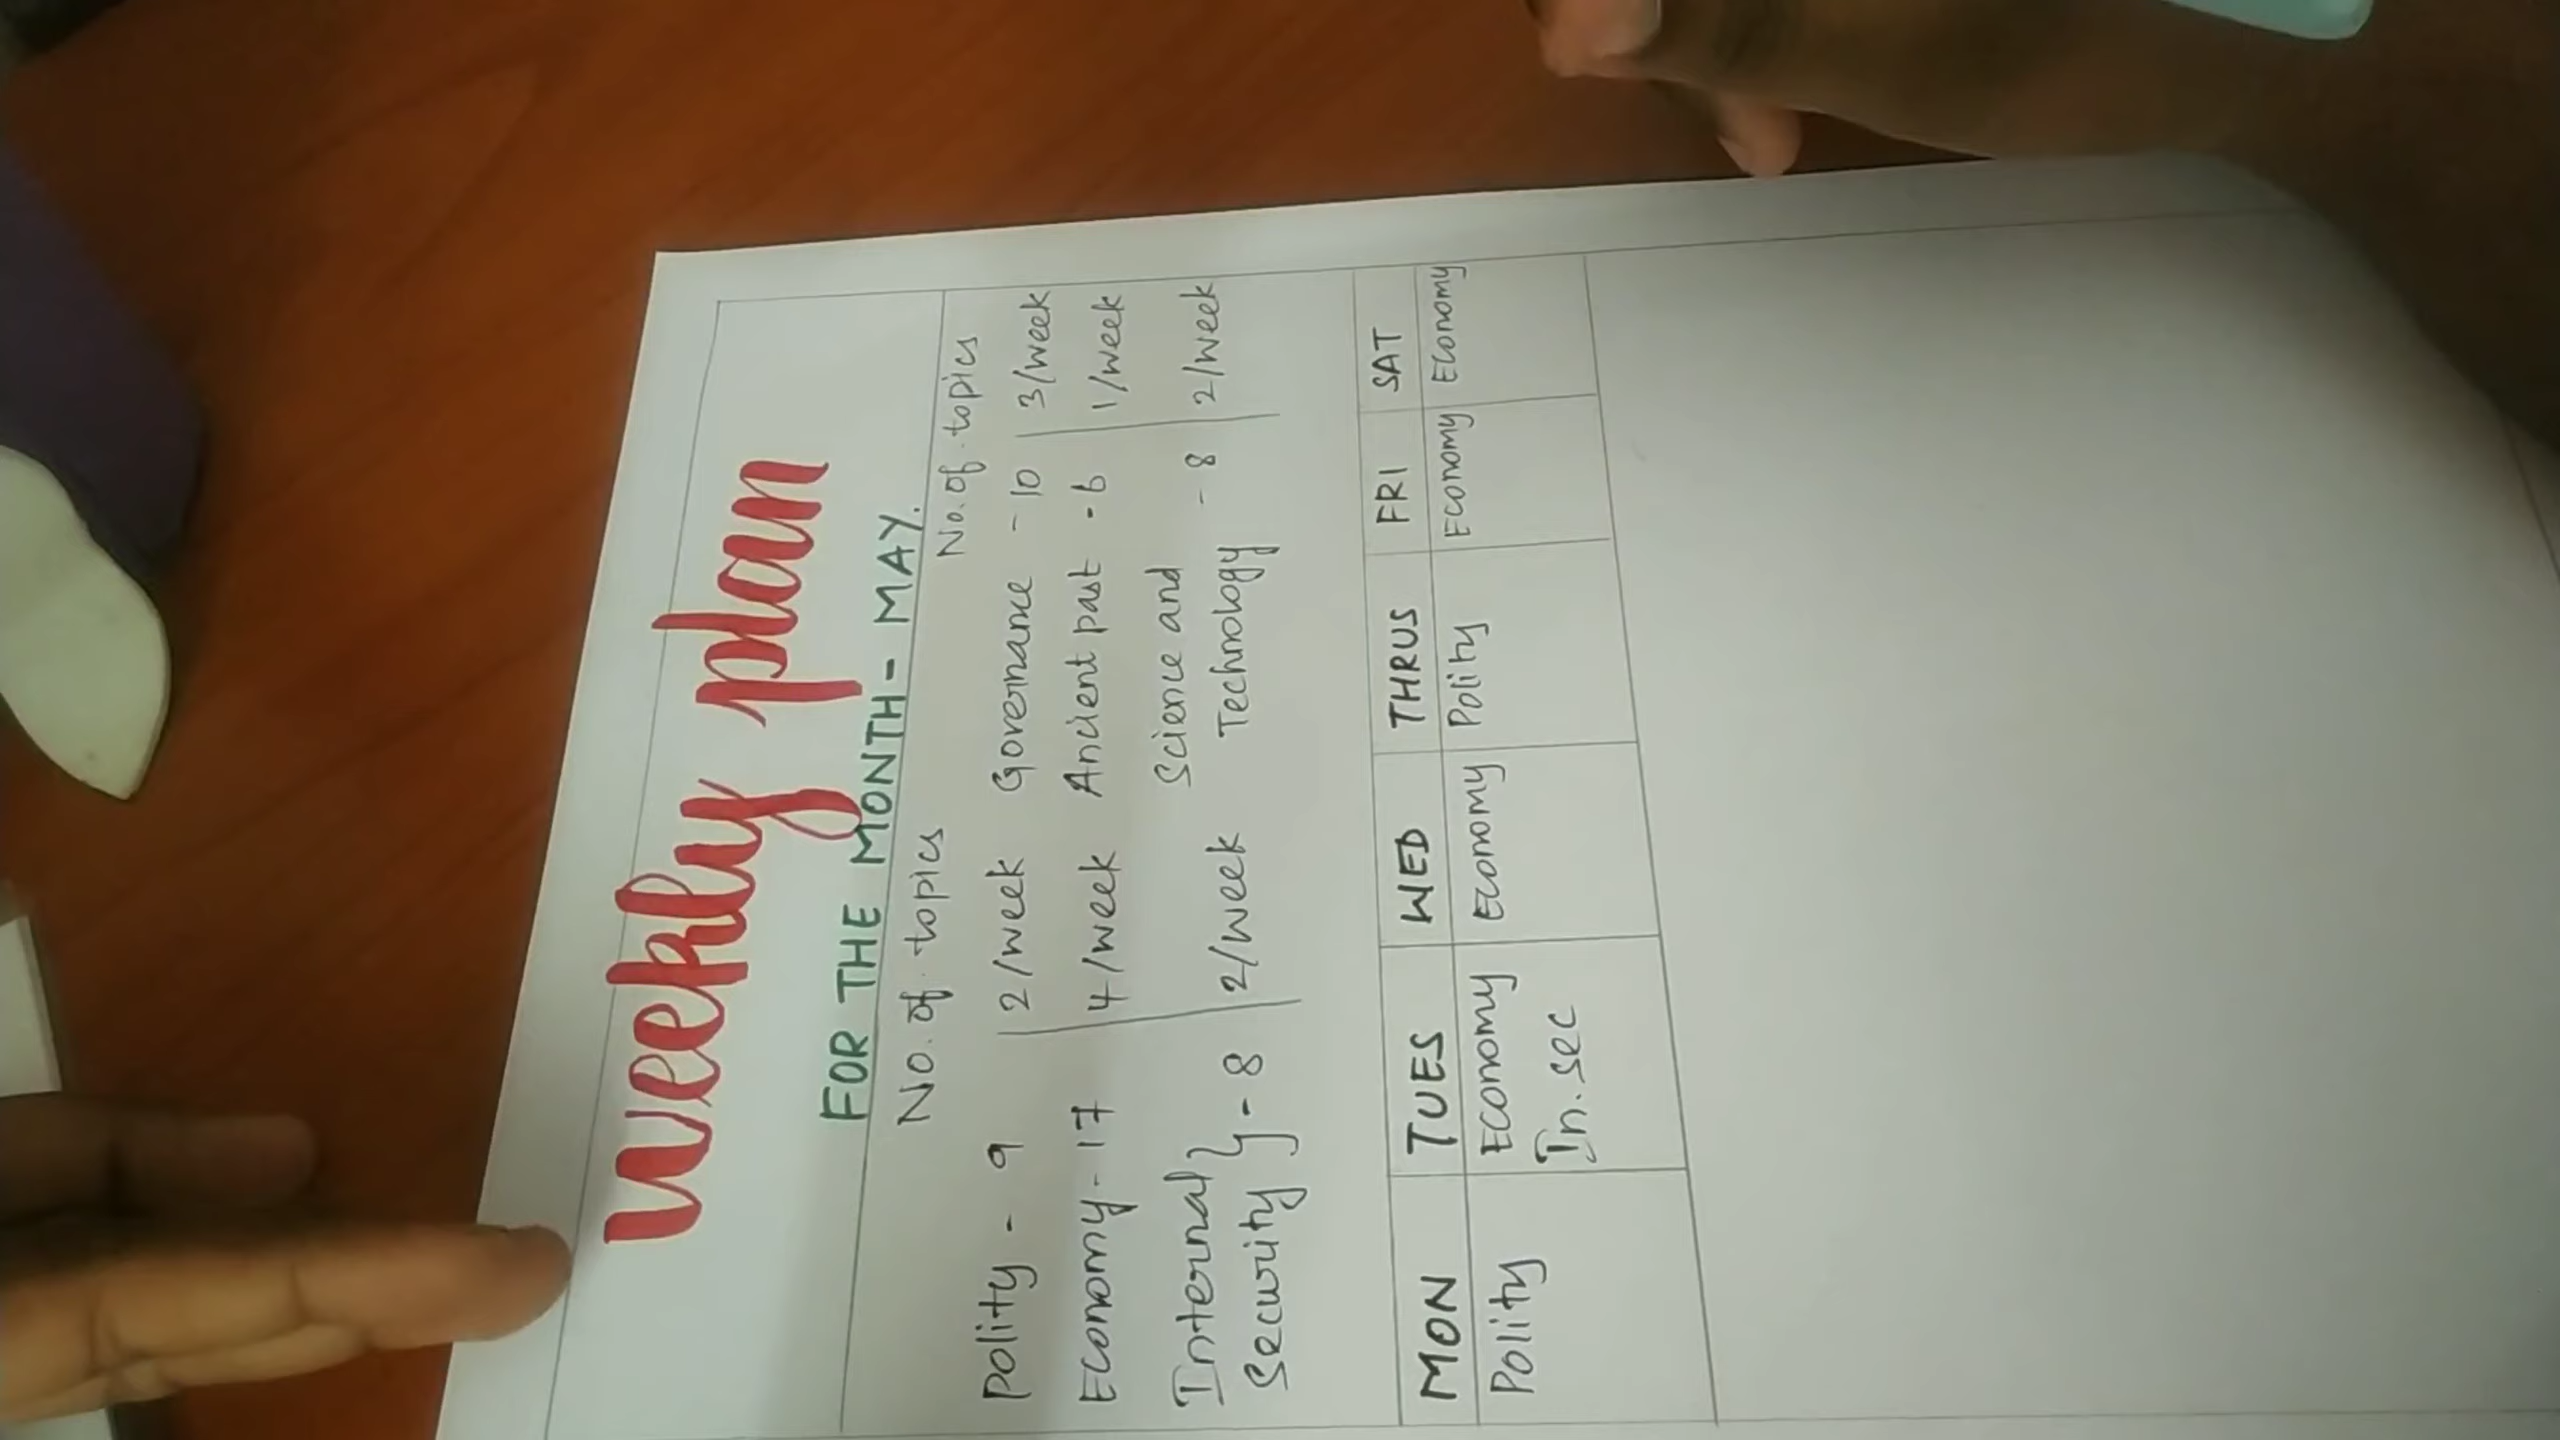 weekly plan
FOR THE MONTH - MAY.
No. of topics No. of topics
Polity - 9 2/week Governance - 10 3/week
Economy - 17 4/week Ancient past - 6 1/week
Internal Science and
Security } - 8 2/week Technology - 8 2/week
MON TUES WED THRUS FRI SAT
Polity Economy Economy Polity Economy Economy
In. sec